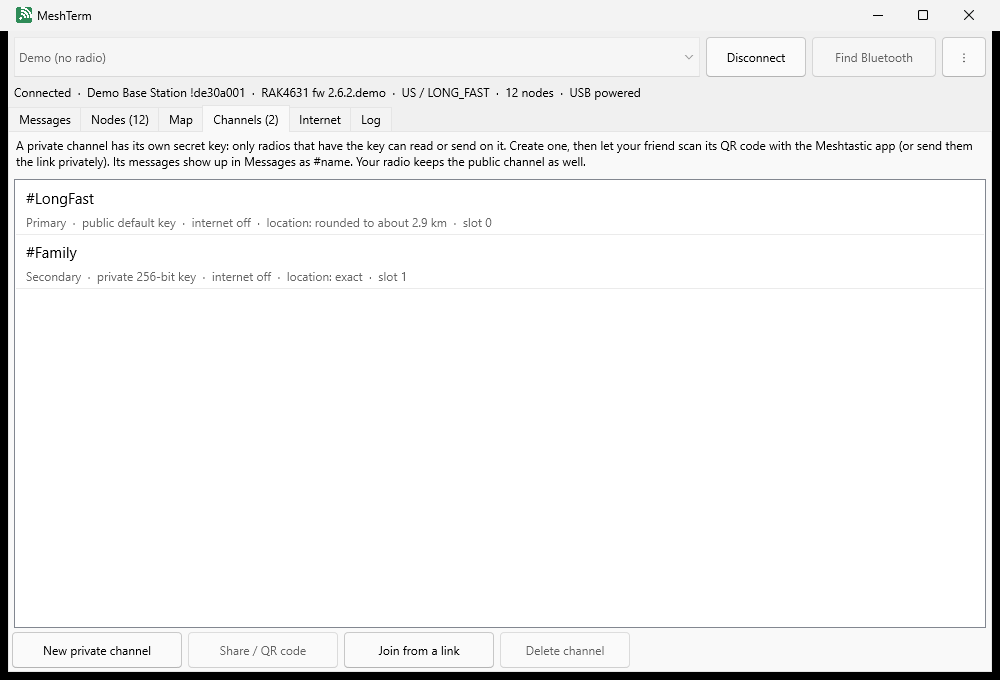 MeshTerm
Demo (no radio)
Disconnect
Find Bluetooth
Connected · Demo Base Station !de30a001 · RAK4631 fw 2.6.2.demo · US / LONG_FAST · 12 nodes · USB powered
Messages
Nodes (12)
Map
Channels (2)
Internet
Log
A private channel has its own secret key: only radios that have the key can read or send on it. Create one, then let your friend scan its QR code with the Meshtastic app (or send them
the link privately). Its messages show up in Messages as #name. Your radio keeps the public channel as well.
#LongFast
Primary · public default key · internet off · location: rounded to about 2.9 km · slot 0
#Family
Secondary · private 256-bit key · internet off · location: exact · slot 1
New private channel
Share / QR code
Join from a link
Delete channel